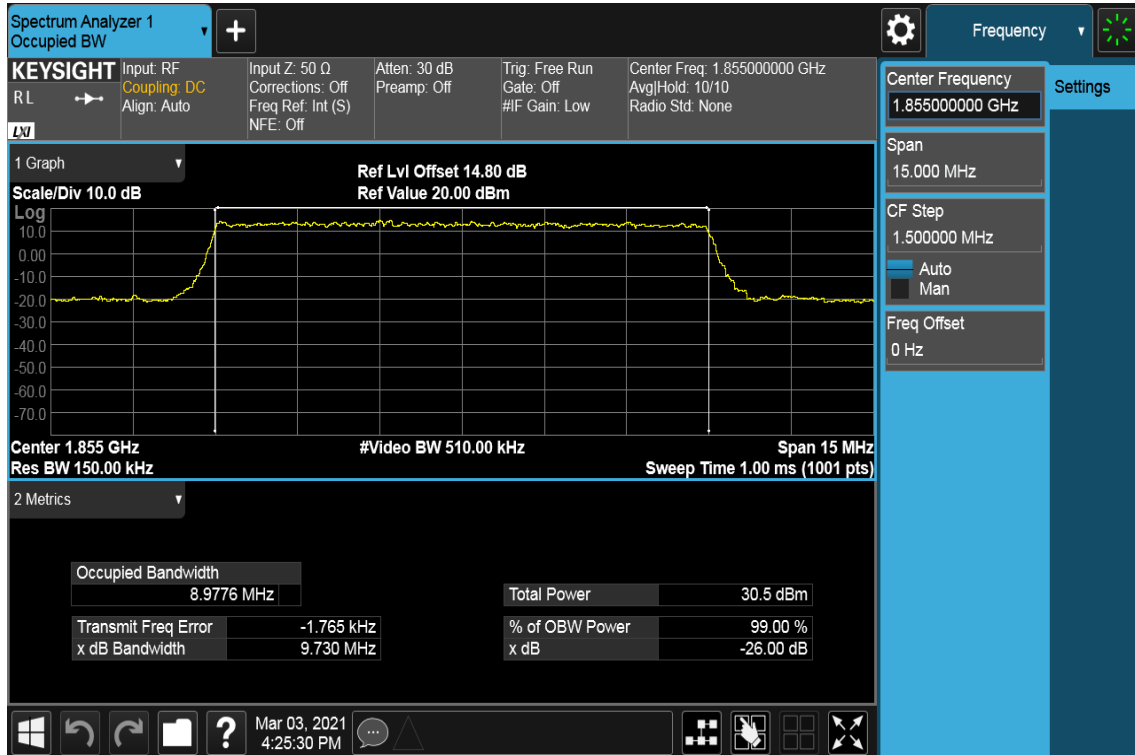 Spectrum Analyzer 1
Occupied BW
+
Frequency
KEYSIGHT
RL
LXI
Input: RF
Coupling: DC
Align: Auto
Input Z: 50 Ω
Corrections: Off
Freq Ref: Int (S)
NFE: Off
Atten: 30 dB
Preamp: Off
Trig: Free Run
Gate: Off
#IF Gain: Low
Center Freq: 1.855000000 GHz
Avg|Hold: 10/10
Radio Std: None
Center Frequency
1.855000000 GHz
Settings
Span
15.000 MHz
CF Step
1.500000 MHz
Auto
Man
Freq Offset
0 Hz
1 Graph
Scale/Div 10.0 dB
Ref Lvl Offset 14.80 dB
Ref Value 20.00 dBm
Log
10.0
0.00
-10.0
-20.0
-30.0
-40.0
-50.0
-60.0
-70.0
Center 1.855 GHz
Res BW 150.00 kHz
#Video BW 510.00 kHz
Span 15 MHz
Sweep Time 1.00 ms (1001 pts)
2 Metrics
Occupied Bandwidth
8.9776 MHz
Transmit Freq Error -1.765 kHz
x dB Bandwidth 9.730 MHz
Total Power 30.5 dBm
% of OBW Power 99.00 %
x dB -26.00 dB
?
Mar 03, 2021
4:25:30 PM